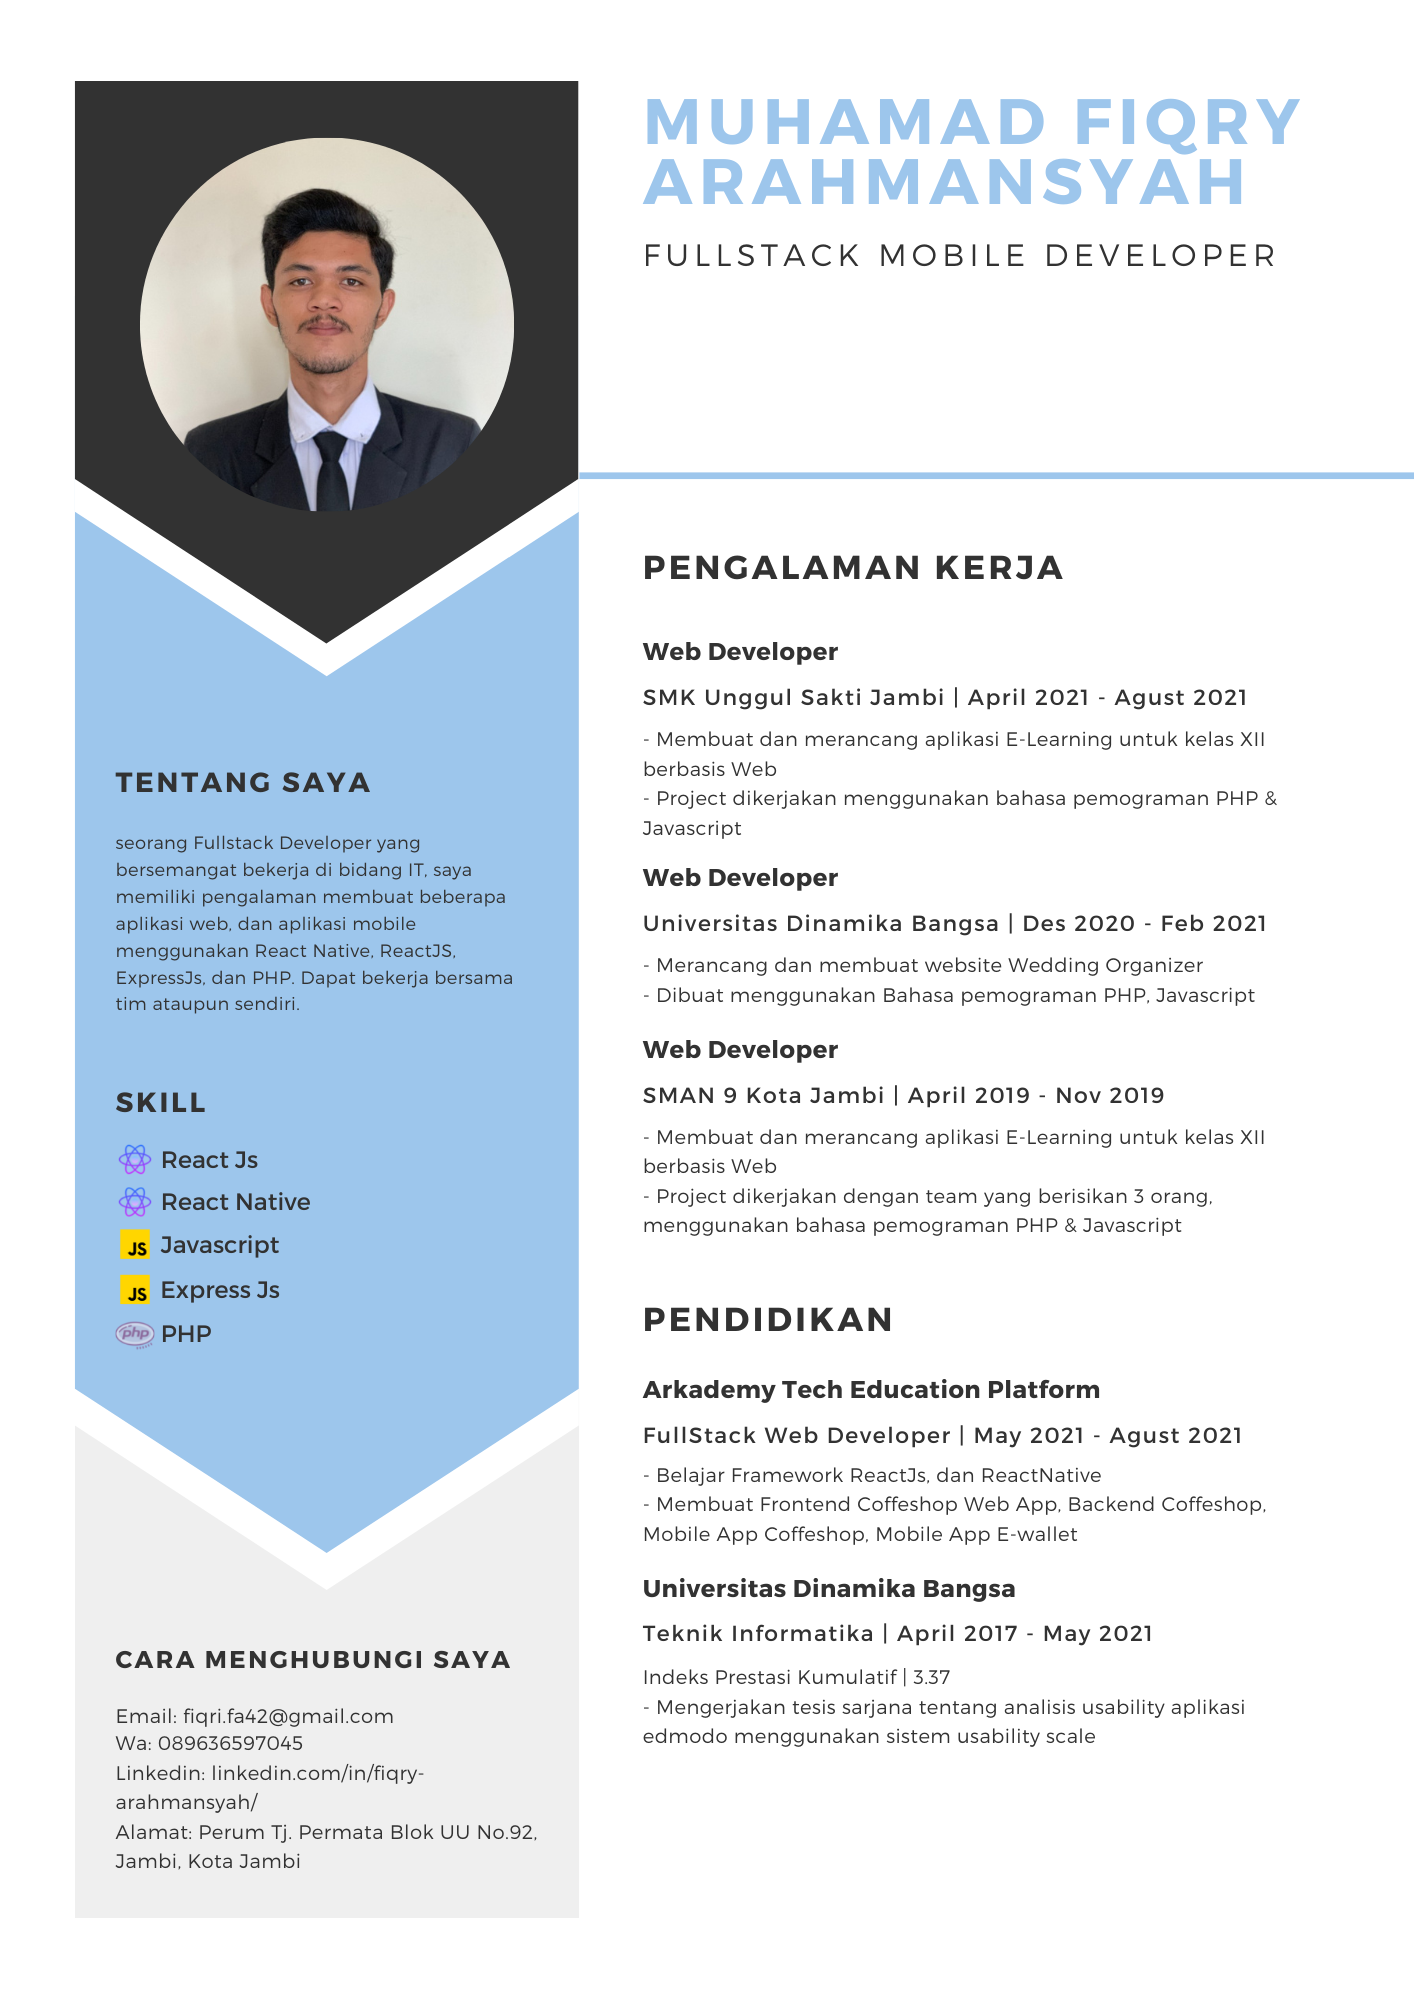 MUHAMAD FIQRY
ARAHMANSYAH
FULLSTACK MOBILE DEVELOPER
TENTANG SAYA
seorang Fullstack Developer yang
bersemangat bekerja di bidang IT, saya
memiliki pengalaman membuat beberapa
aplikasi web, dan aplikasi mobile
menggunakan React Native, ReactJS,
ExpressJs, dan PHP. Dapat bekerja bersama
tim ataupun sendiri.
SKILL
React Js
React Native
JS Javascript
JS Express Js
php PHP
CARA MENGHUBUNGI SAYA
Email: fiqri.fa42@gmail.com
Wa: 089636597045
Linkedin: linkedin.com/in/fiqry-
arahmansyah/
Alamat: Perum Tj. Permata Blok UU No.92,
Jambi, Kota Jambi
PENGALAMAN KERJA
Web Developer
SMK Unggul Sakti Jambi | April 2021 - Agust 2021
- Membuat dan merancang aplikasi E-Learning untuk kelas XII
berbasis Web
- Project dikerjakan menggunakan bahasa pemograman PHP &
Javascript
Web Developer
Universitas Dinamika Bangsa | Des 2020 - Feb 2021
- Merancang dan membuat website Wedding Organizer
- Dibuat menggunakan Bahasa pemograman PHP, Javascript
Web Developer
SMAN 9 Kota Jambi | April 2019 - Nov 2019
- Membuat dan merancang aplikasi E-Learning untuk kelas XII
berbasis Web
- Project dikerjakan dengan team yang berisikan 3 orang,
menggunakan bahasa pemograman PHP & Javascript
PENDIDIKAN
Arkademy Tech Education Platform
FullStack Web Developer | May 2021 - Agust 2021
- Belajar Framework ReactJs, dan ReactNative
- Membuat Frontend Coffeshop Web App, Backend Coffeshop,
Mobile App Coffeshop, Mobile App E-wallet
Universitas Dinamika Bangsa
Teknik Informatika | April 2017 - May 2021
Indeks Prestasi Kumulatif | 3.37
- Mengerjakan tesis sarjana tentang analisis usability aplikasi
edmodo menggunakan sistem usability scale